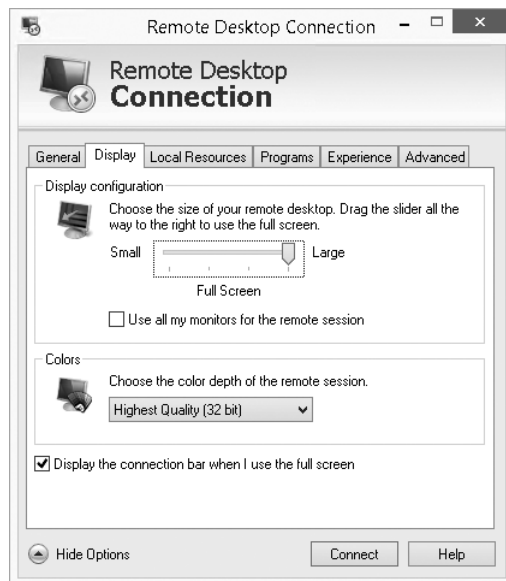 Remote Desktop Connection
Remote Desktop
Connection
General Display Local Resources Programs Experience Advanced
Display configuration
Choose the size of your remote desktop. Drag the slider all the
way to the right to use the full screen.
Small Large
Full Screen
Use all my monitors for the remote session
Colors
Choose the color depth of the remote session.
Highest Quality (32 bit)
Display the connection bar when I use the full screen
Hide Options Connect Help